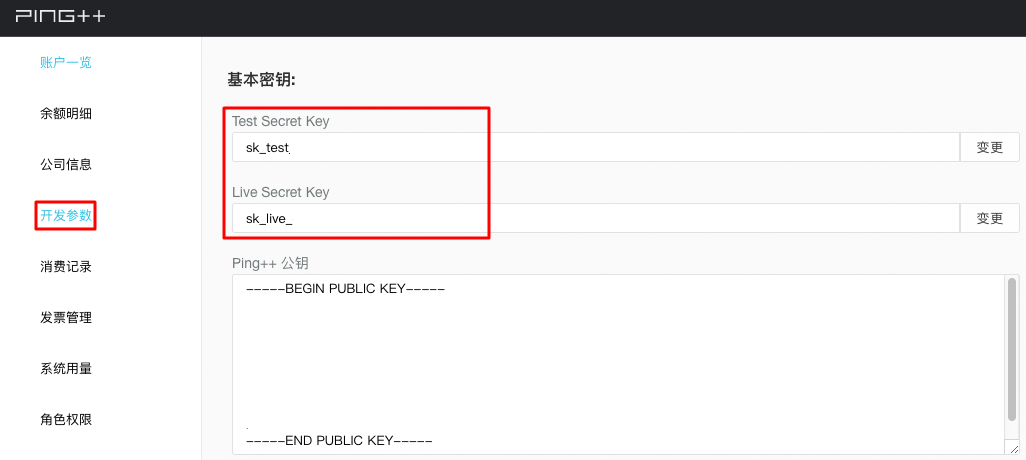 PING++
账户一览
余额明细
公司信息
开发参数
消费记录
发票管理
系统用量
角色权限
基本密钥:
Test Secret Key
sk_test
变更
Live Secret Key
sk_live_
变更
Ping++ 公钥
-----BEGIN PUBLIC KEY-----
-----END PUBLIC KEY-----